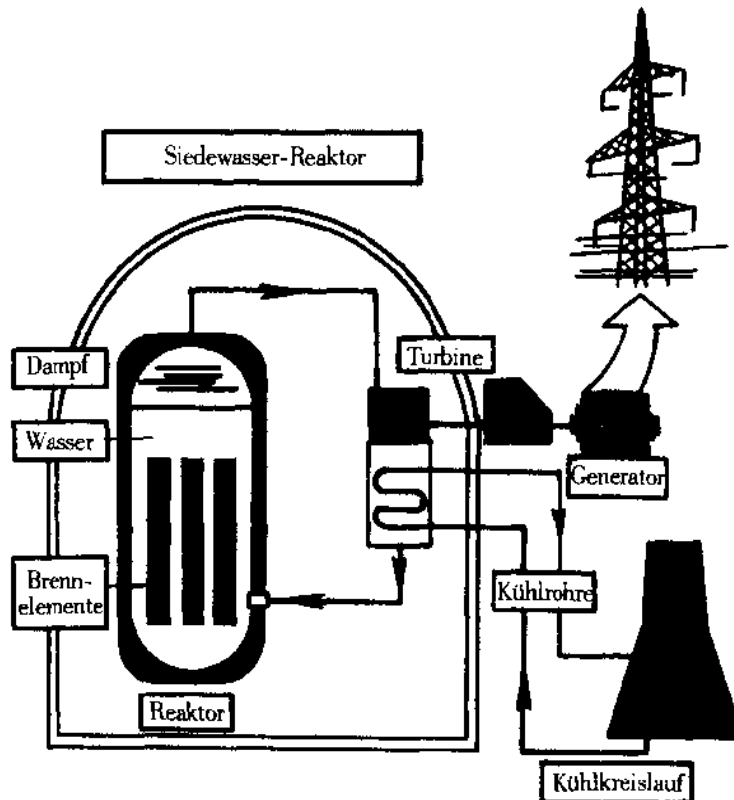 Siedewasser-Reaktor
Dampf
Turbine
Wasser
Generator
Brenn-
elemente
Kühlrohre
Reaktor
Kühlkreislauf